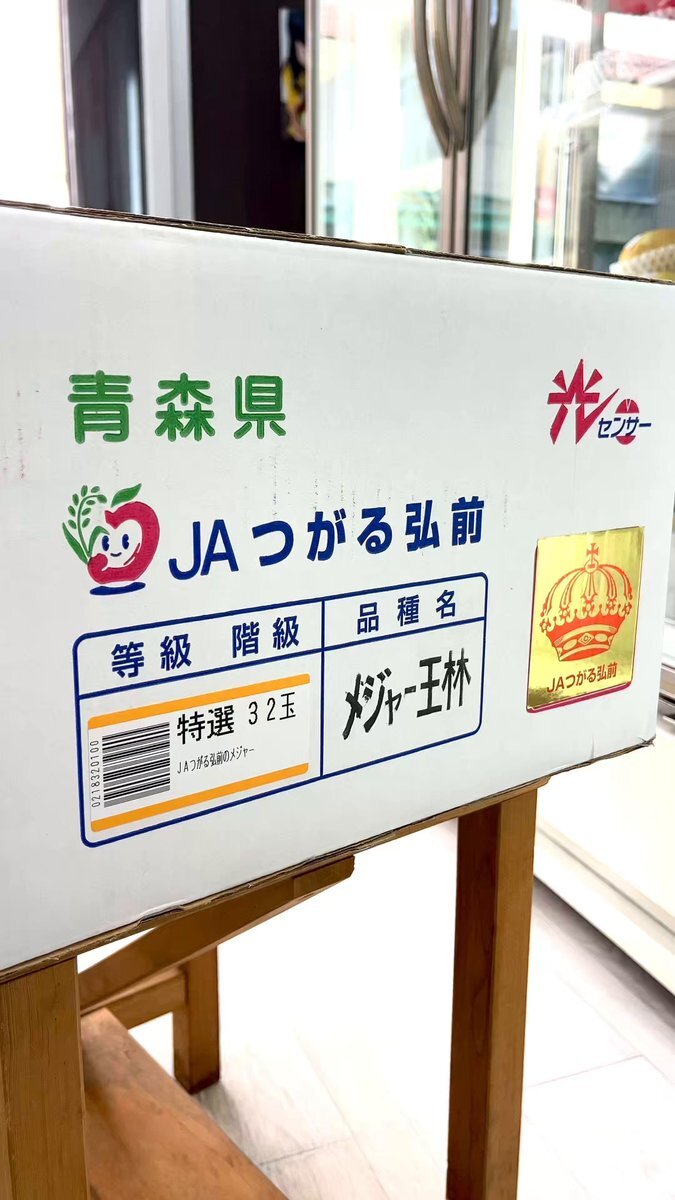 青森県
光センサー
JAつがる弘前
等級 階級
品種名
特選 32玉
JAつがる弘前のメジャー
0218320100
メジャー王林
JAつがる弘前